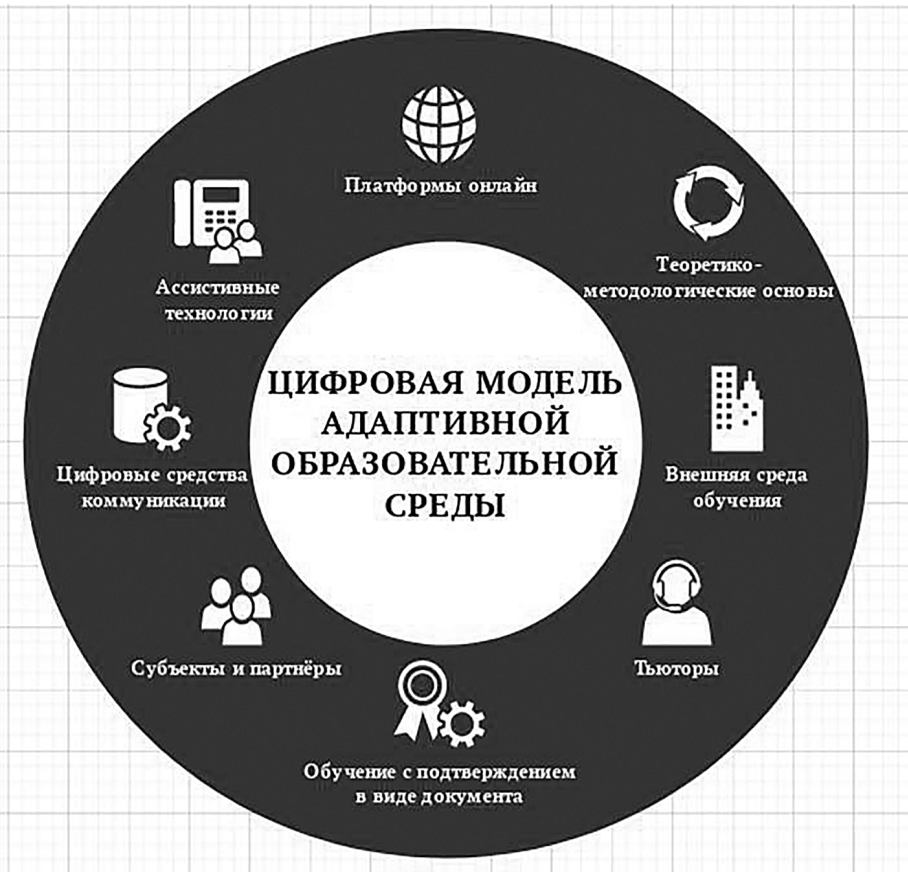 Платформы онлайн
Теоретико-
методологические основы
Ассистивные
технологии
ЦИФРОВАЯ МОДЕЛЬ
АДАПТИВНОЙ
ОБРАЗОВАТЕЛЬНОЙ
СРЕДЫ
Цифровые средства
коммуникации
Внешняя среда
обучения
Субъекты и партнёры
Тьюторы
Обучение с подтверждением
в виде документа